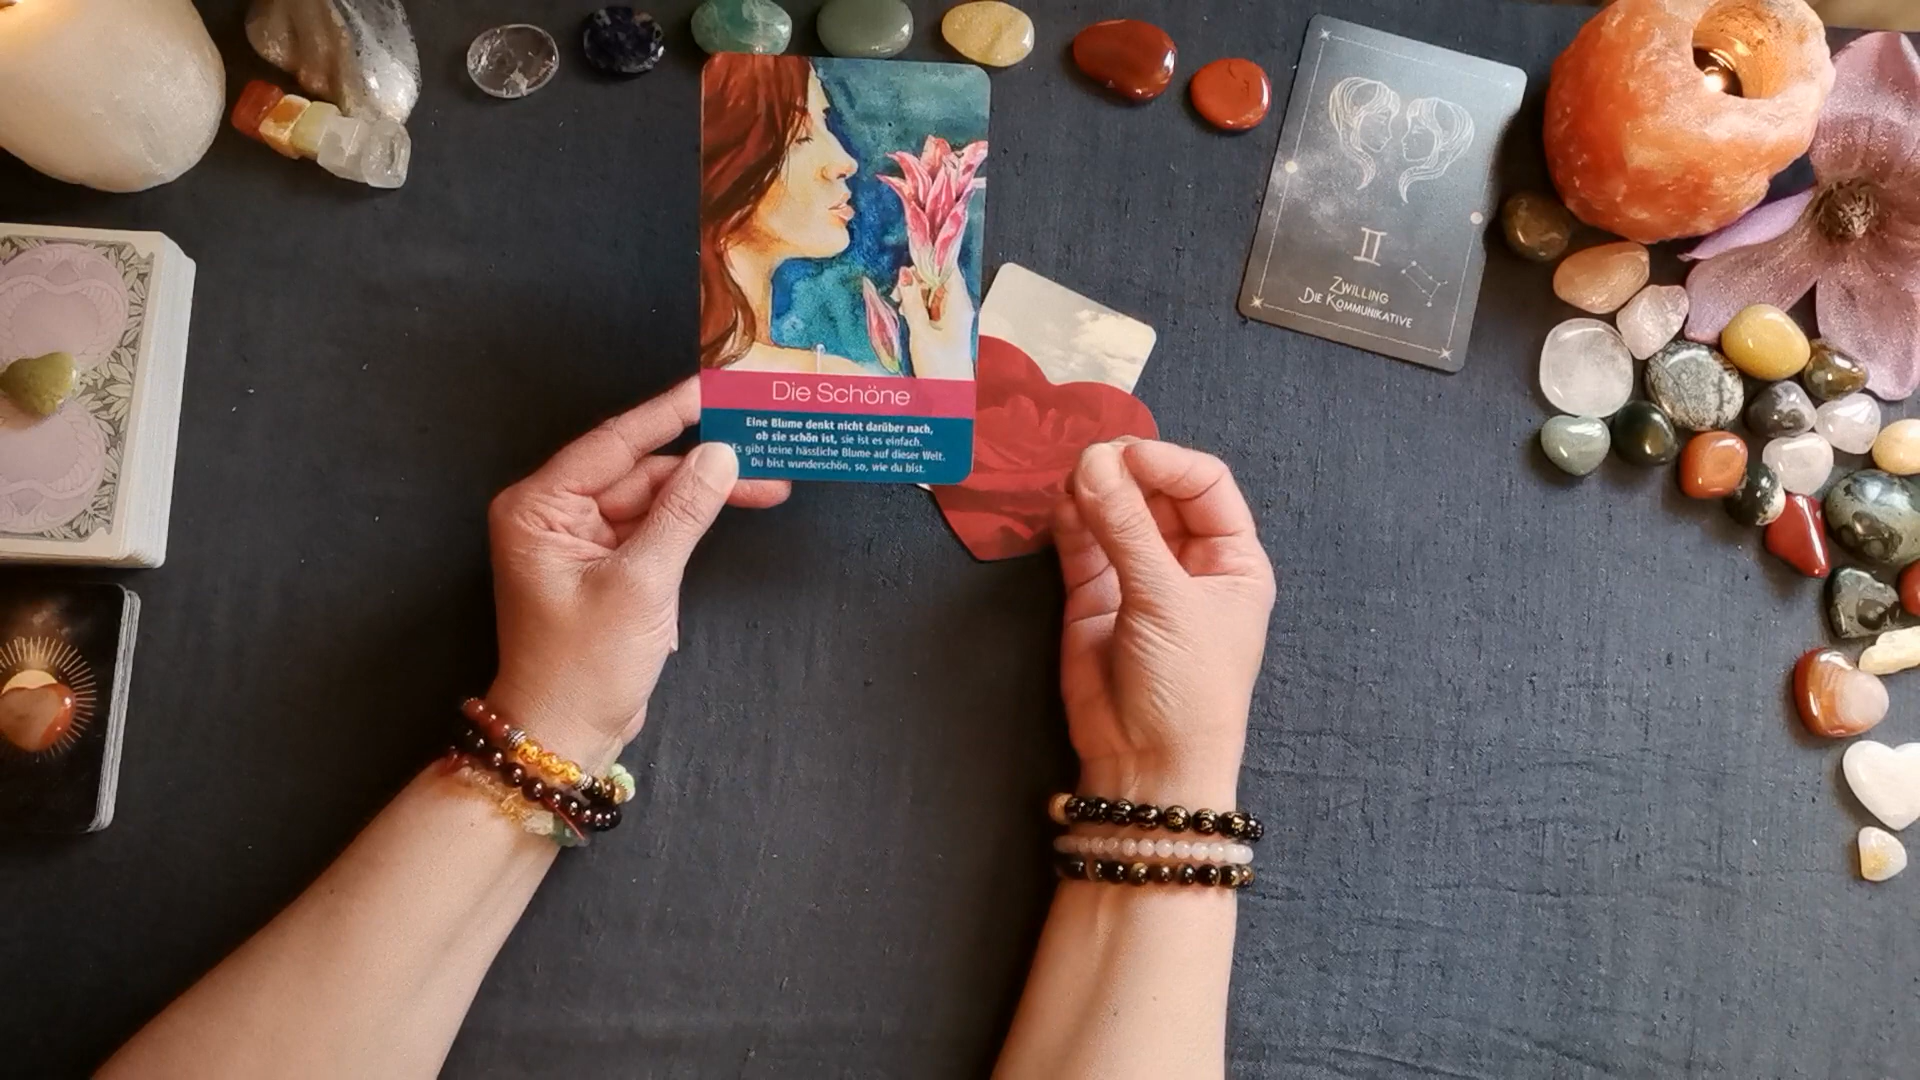 Die Schöne
Eine Blume denkt nicht darüber nach,
ob sie schön ist, sie ist es einfach.
Es gibt keine hässliche Blume auf dieser Welt.
Du bist wunderschön, so, wie du bist.
Zwilling
Die Kommunikative